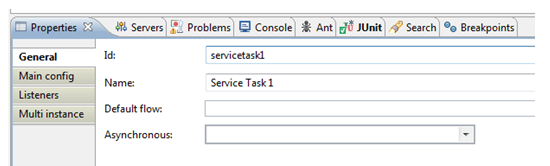 Properties Servers Problems Console Ant JUnit Search Breakpoints
General Id: servicetask1
Main config Name: Service Task 1
Listeners Default flow:
Multi instance
Asynchronous: